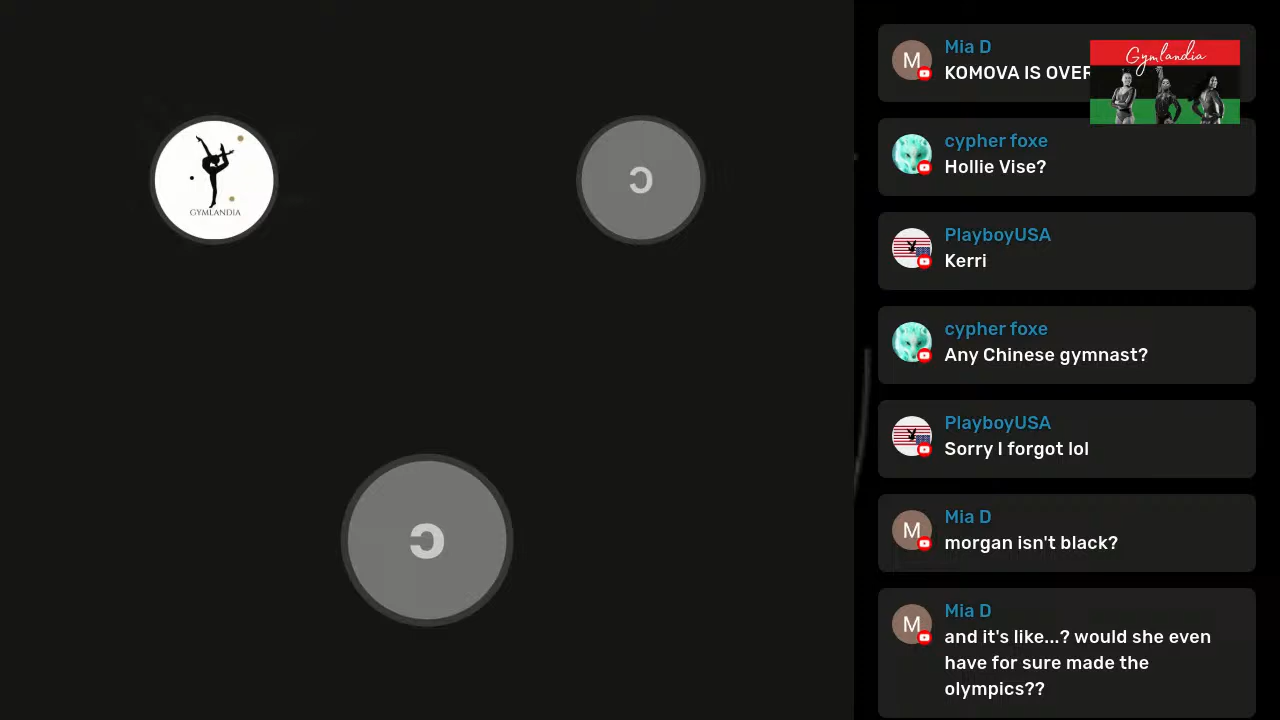 GYMLANDIA
ɔ
ɔ
Mia D
KOMOVA IS OVER
Gymlandia
cypher foxe
Hollie Vise?
PlayboyUSA
Kerri
cypher foxe
Any Chinese gymnast?
PlayboyUSA
Sorry I forgot lol
M
Mia D
morgan isn't black?
M
Mia D
and it's like...? would she even
have for sure made the
olympics??